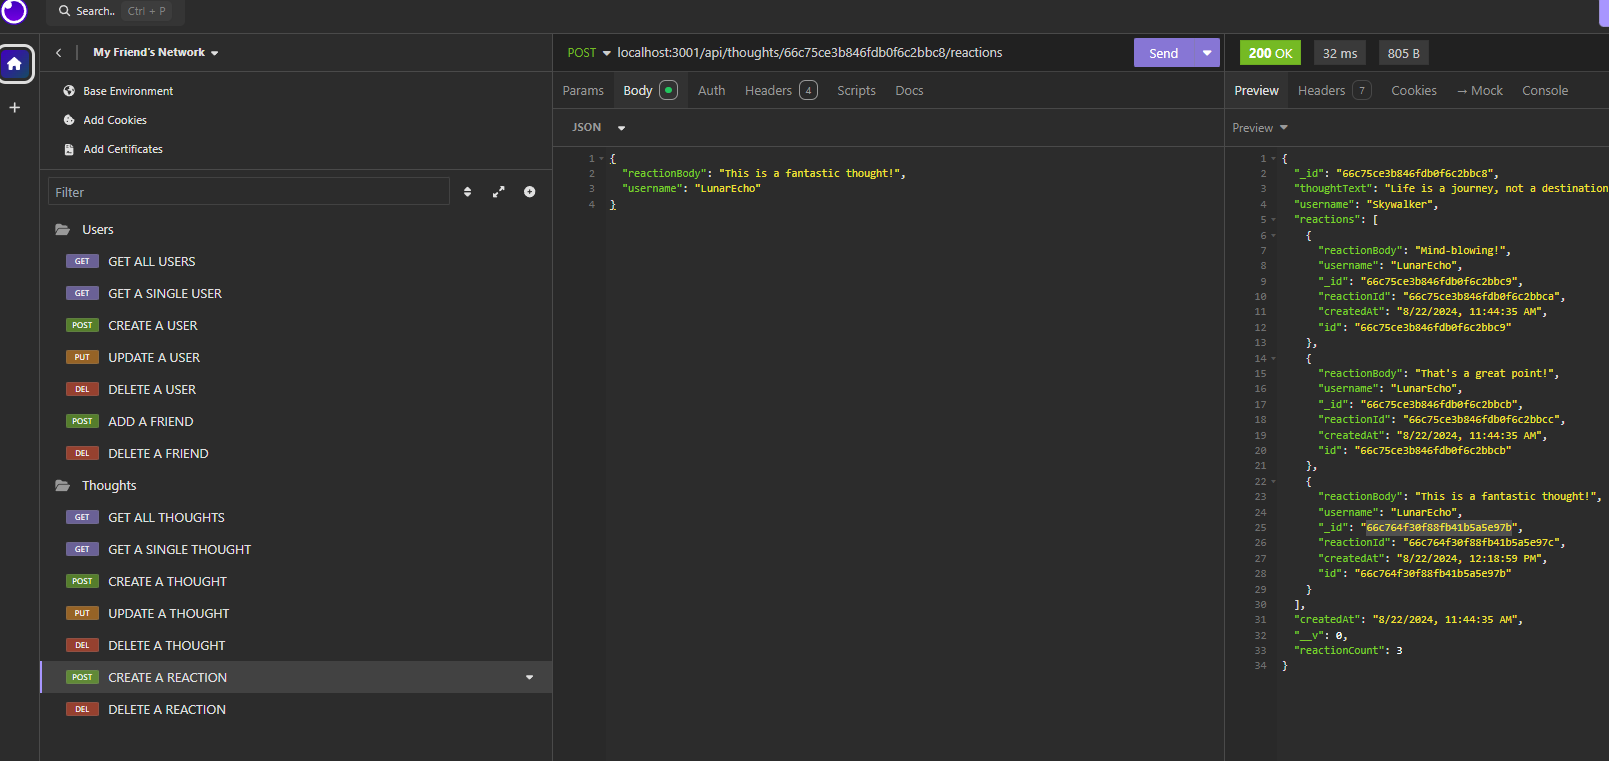 Search..
Ctrl + P
My Friend's Network
Base Environment
Add Cookies
Add Certificates
Filter
Users
GET GET ALL USERS
GET GET A SINGLE USER
POST CREATE A USER
PUT UPDATE A USER
DEL DELETE A USER
POST ADD A FRIEND
DEL DELETE A FRIEND
Thoughts
GET GET ALL THOUGHTS
GET GET A SINGLE THOUGHT
POST CREATE A THOUGHT
PUT UPDATE A THOUGHT
DEL DELETE A THOUGHT
POST CREATE A REACTION
DEL DELETE A REACTION
POST localhost:3001/api/thoughts/66c75ce3b846fdb0f6c2bbc8/reactions
Send
Params Body Auth Headers 4 Scripts Docs
JSON
1 {
2 "reactionBody": "This is a fantastic thought!",
3 "username": "LunarEcho"
4 }
200 OK 32 ms 805 B
Preview Headers 7 Cookies → Mock Console
Preview
1 {
2 "_id": "66c75ce3b846fdb0f6c2bbc8",
3 "thoughtText": "Life is a journey, not a destination
4 "username": "Skywalker",
5 "reactions": [
6 {
7 "reactionBody": "Mind-blowing!",
8 "username": "LunarEcho",
9 "_id": "66c75ce3b846fdb0f6c2bbc9",
10 "reactionId": "66c75ce3b846fdb0f6c2bbca",
11 "createdAt": "8/22/2024, 11:44:35 AM",
12 "id": "66c75ce3b846fdb0f6c2bbc9"
13 },
14 {
15 "reactionBody": "That's a great point!",
16 "username": "LunarEcho",
17 "_id": "66c75ce3b846fdb0f6c2bbcb",
18 "reactionId": "66c75ce3b846fdb0f6c2bbcc",
19 "createdAt": "8/22/2024, 11:44:35 AM",
20 "id": "66c75ce3b846fdb0f6c2bbcb"
21 },
22 {
23 "reactionBody": "This is a fantastic thought!",
24 "username": "LunarEcho",
25 "_id": "66c764f30f88fb41b5a5e97b",
26 "reactionId": "66c764f30f88fb41b5a5e97c",
27 "createdAt": "8/22/2024, 12:18:59 PM",
28 "id": "66c764f30f88fb41b5a5e97b"
29 }
30 ],
31 "createdAt": "8/22/2024, 11:44:35 AM",
32 "__v": 0,
33 "reactionCount": 3
34 }